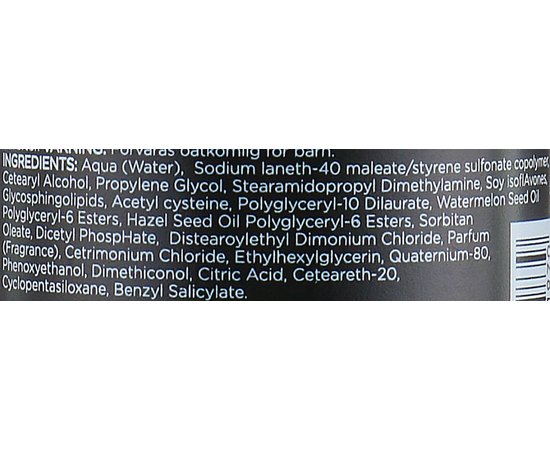 WARNING: Förvaras oåtkomlig för barn.
INGREDIENTS: Aqua (Water), Sodium laneth-40 maleate/styrene sulfonate copolymer,
Cetearyl Alcohol, Propylene Glycol, Stearamidopropyl Dimethylamine, Soy isoflAvones,
Glycosphingolipids, Acetyl cysteine, Polyglyceryl-10 Dilaurate, Watermelon Seed Oil
Polyglyceryl-6 Esters, Hazel Seed Oil Polyglyceryl-6 Esters, Sorbitan
Oleate, Dicetyl PhospHate, Distearoylethyl Dimonium Chloride, Parfum
(Fragrance), Cetrimonium Chloride, Ethylhexylglycerin, Quaternium-80,
Phenoxyethanol, Dimethiconol, Citric Acid, Ceteareth-20,
Cyclopentasiloxane, Benzyl Salicylate.